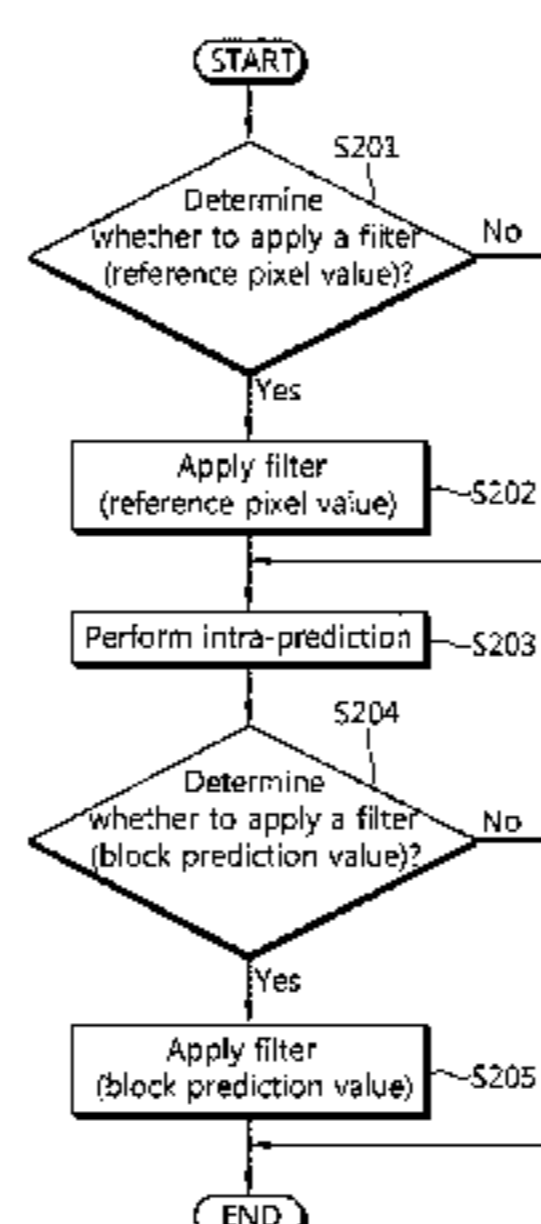 START
S201
Determine
whether to apply a filter
(reference pixel value)?
No
Yes
Apply filter
(reference pixel value)
S202
Perform intra-prediction
S203
S204
Determine
whether to apply a filter
(block prediction value)?
No
Yes
Apply filter
(block prediction value)
S205
END